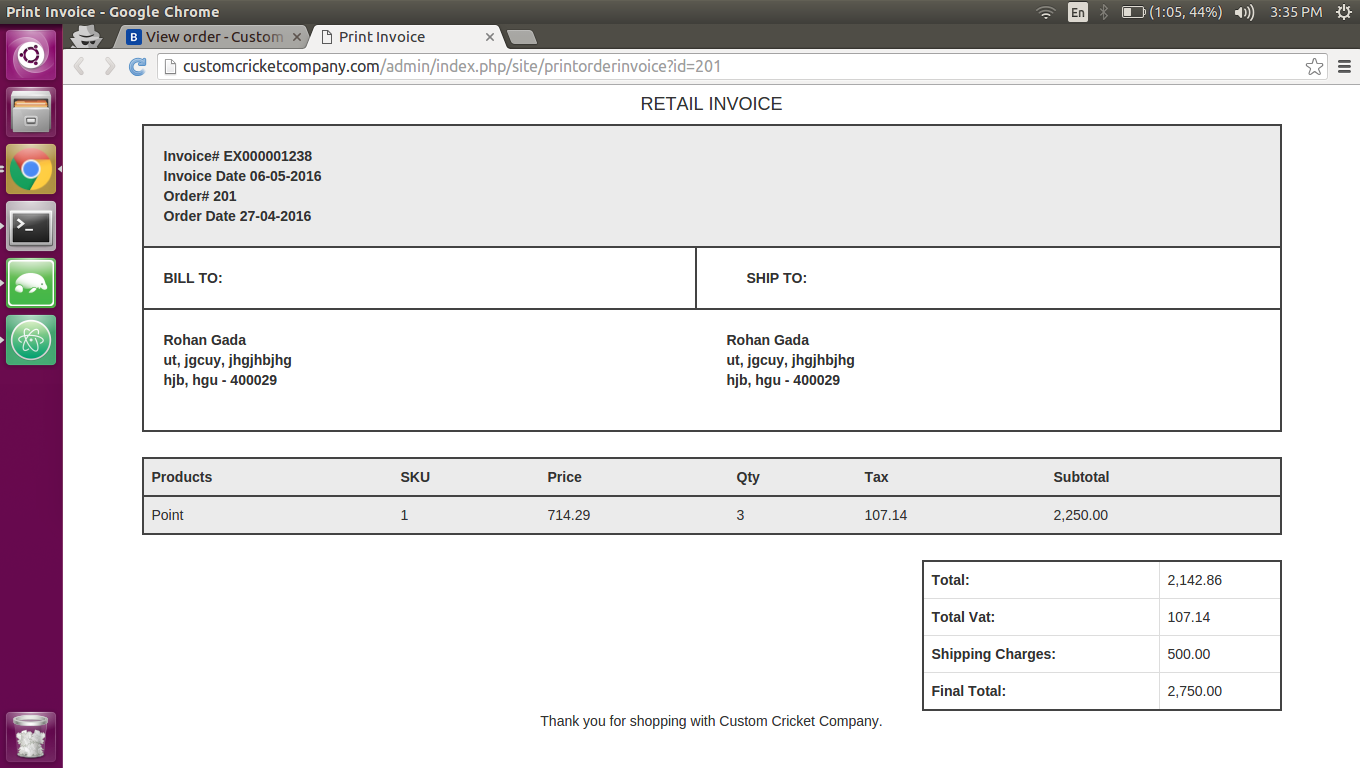 Print Invoice - Google Chrome
En
(1:05, 44%)
3:35 PM
B View order - Custom
Print Invoice
customcricketcompany.com/admin/index.php/site/printorderinvoice?id=201
RETAIL INVOICE
Invoice# EX000001238
Invoice Date 06-05-2016
Order# 201
Order Date 27-04-2016
BILL TO: SHIP TO:
Rohan Gada Rohan Gada
ut, jgcuy, jhgjhbjhg ut, jgcuy, jhgjhbjhg
hjb, hgu - 400029 hjb, hgu - 400029
Products SKU Price Qty Tax Subtotal
Point 1 714.29 3 107.14 2,250.00
Total: 2,142.86
Total Vat: 107.14
Shipping Charges: 500.00
Final Total: 2,750.00
Thank you for shopping with Custom Cricket Company.